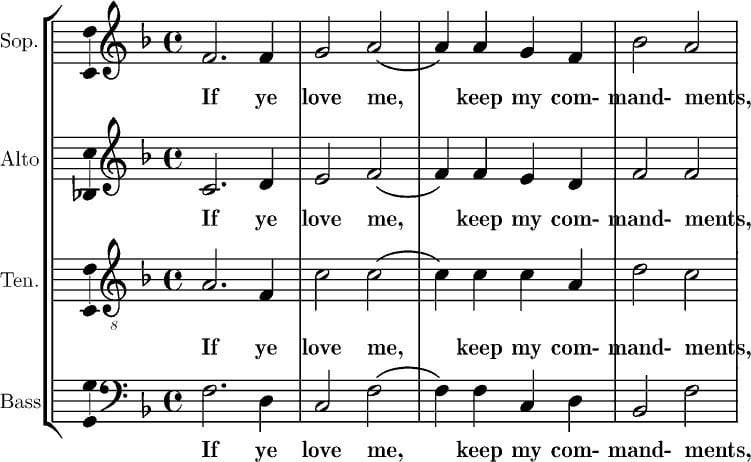 Sop.
If ye love me, keep my com- mand- ments,
Alto
If ye love me, keep my com- mand- ments,
Ten.
8
If ye love me, keep my com- mand- ments,
Bass
If ye love me, keep my com- mand- ments,